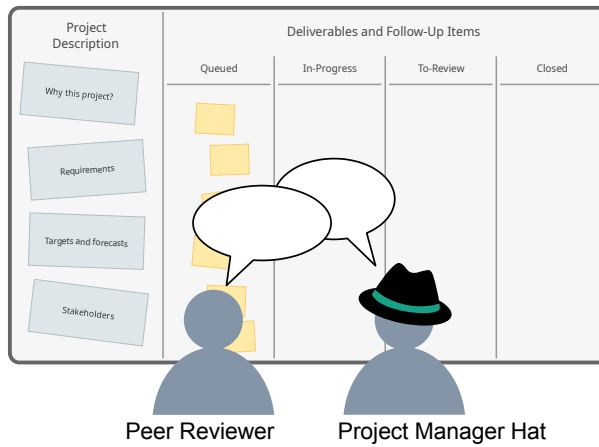 Project
Description
Deliverables and Follow-Up Items
Queued
In-Progress
To-Review
Closed
Why this project?
Requirements
Targets and forecasts
Stakeholders
Peer Reviewer
Project Manager Hat